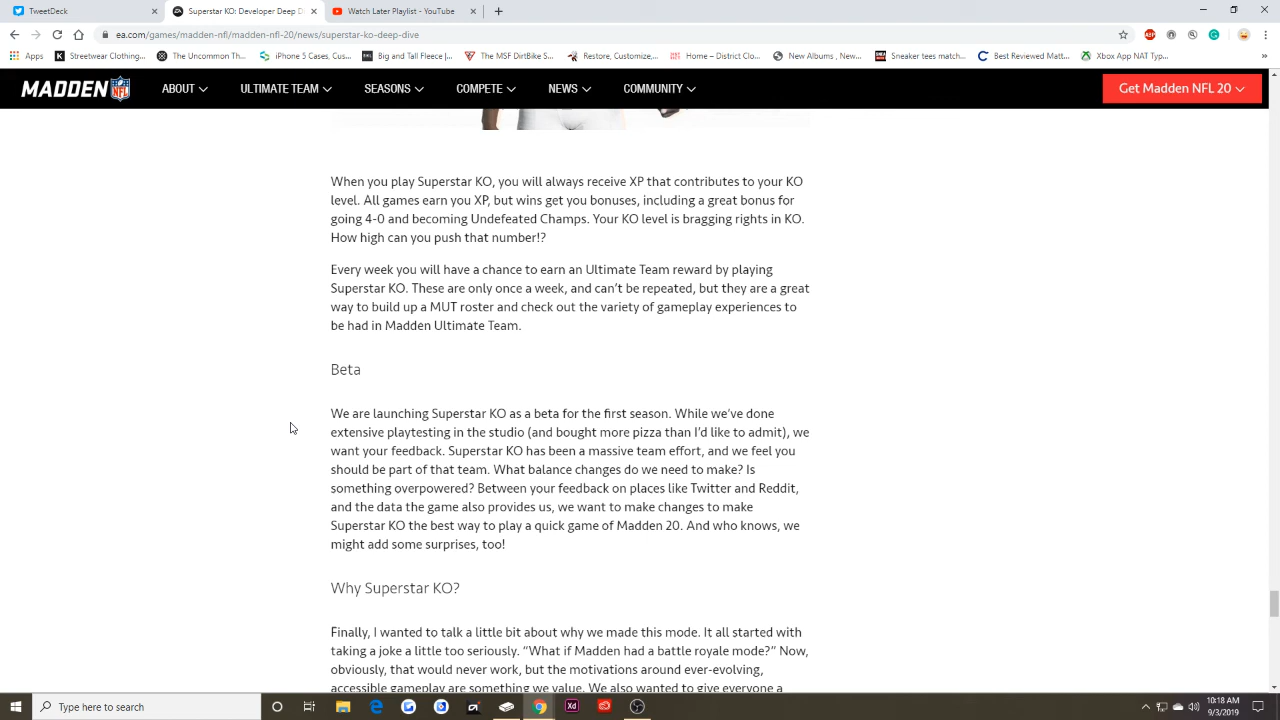 TweetDeck
Superstar KO: Developer Deep D
Watch Later Playlist - YouTube
ea.com/games/madden-nfl/madden-nfl-20/news/superstar-ko-deep-dive
Apps
Streetwear Clothing...
The Uncommon Th...
iPhone 5 Cases, Cus...
Big and Tall Fleece |...
The MSF DirtBike S...
Restore, Customize,...
Home – District Clo...
New Albums , New...
Sneaker tees match...
Best Reviewed Matt...
Xbox App NAT Typ...
MADDEN
ABOUT
ULTIMATE TEAM
SEASONS
COMPETE
NEWS
COMMUNITY
Get Madden NFL 20
When you play Superstar KO, you will always receive XP that contributes to your KO
level. All games earn you XP, but wins get you bonuses, including a great bonus for
going 4-0 and becoming Undefeated Champs. Your KO level is bragging rights in KO.
How high can you push that number!?
Every week you will have a chance to earn an Ultimate Team reward by playing
Superstar KO. These are only once a week, and can’t be repeated, but they are a great
way to build up a MUT roster and check out the variety of gameplay experiences to
be had in Madden Ultimate Team.
Beta
We are launching Superstar KO as a beta for the first season. While we’ve done
extensive playtesting in the studio (and bought more pizza than I’d like to admit), we
want your feedback. Superstar KO has been a massive team effort, and we feel you
should be part of that team. What balance changes do we need to make? Is
something overpowered? Between your feedback on places like Twitter and Reddit,
and the data the game also provides us, we want to make changes to make
Superstar KO the best way to play a quick game of Madden 20. And who knows, we
might add some surprises, too!
Why Superstar KO?
Finally, I wanted to talk a little bit about why we made this mode. It all started with
taking a joke a little too seriously. “What if Madden had a battle royale mode?” Now,
obviously, that would never work, but the motivations around ever-evolving,
accessible gameplay are something we value. We also wanted to give everyone a
Type here to search
10:18 AM
9/3/2019